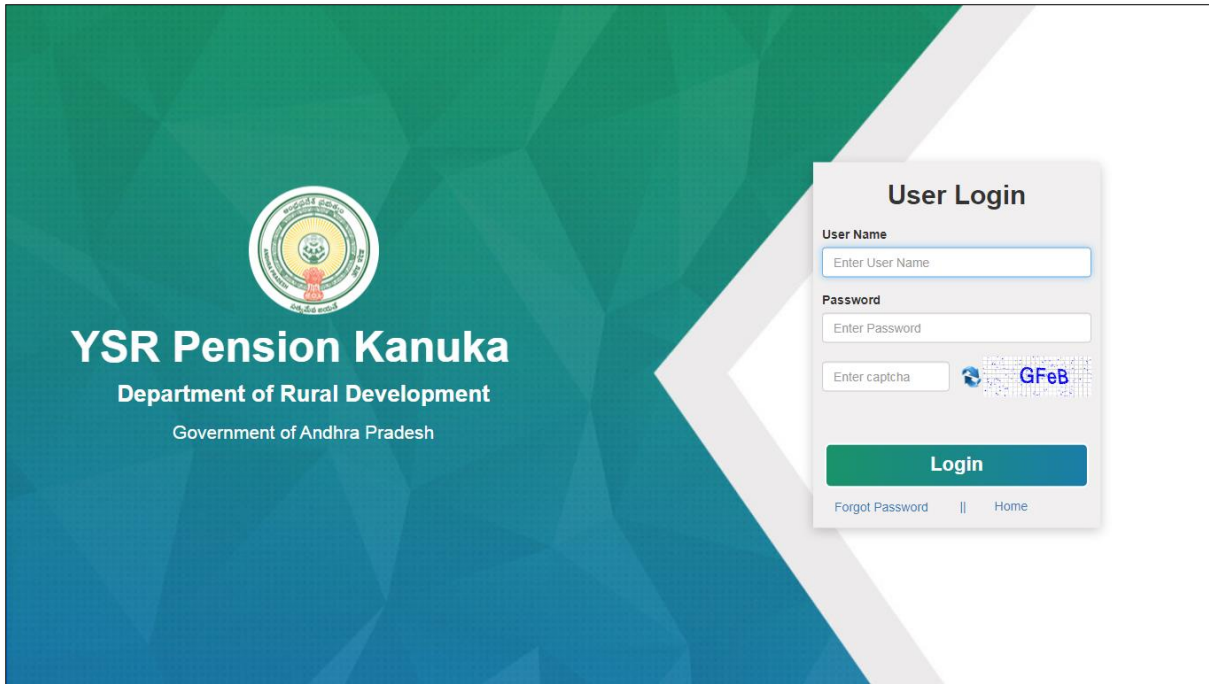 YSR Pension Kanuka
Department of Rural Development
Government of Andhra Pradesh
User Login
User Name
Enter User Name
Password
Enter Password
Enter captcha
GFeB
Login
Forgot Password || Home